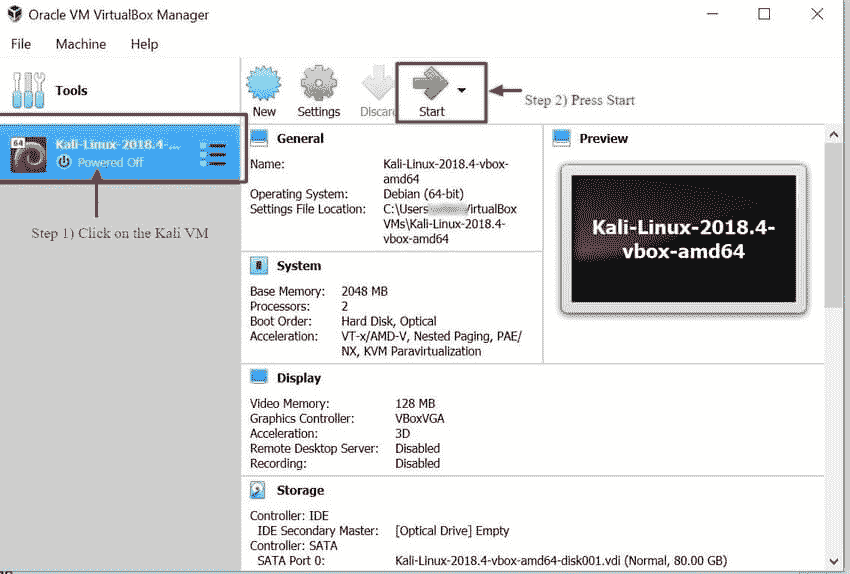 Oracle VM VirtualBox Manager
File Machine Help
Tools
New Settings Discar Start
Step 2) Press Start
64
Kali-Linux-2018.4-...
Powered Off
Step 1) Click on the Kali VM
General
Name: Kali-Linux-2018.4-vbox-
amd64
Operating System: Debian (64-bit)
Settings File Location: C:\Users VirtualBox
VMs\Kali-Linux-2018.4-
vbox-amd64
Preview
Kali-Linux-2018.4-
vbox-amd64
System
Base Memory: 2048 MB
Processors: 2
Boot Order: Hard Disk, Optical
Acceleration: VT-x/AMD-V, Nested Paging, PAE/
NX, KVM Paravirtualization
Display
Video Memory: 128 MB
Graphics Controller: VBoxVGA
Acceleration: 3D
Remote Desktop Server: Disabled
Recording: Disabled
Storage
Controller: IDE
IDE Secondary Master: [Optical Drive] Empty
Controller: SATA
SATA Port 0: Kali-Linux-2018.4-vbox-amd64-disk001.vdi (Normal, 80.00 GB)